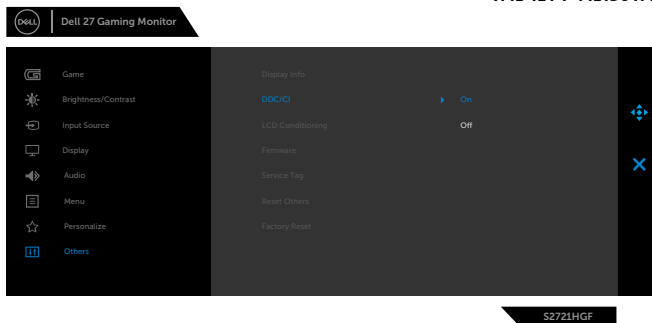 DELL
Dell 27 Gaming Monitor
Game
Display Info
Brightness/Contrast
DDC/CI
On
Input Source
LCD Conditioning
Off
Display
Firmware
Audio
Service Tag
Menu
Reset Others
Personalize
Factory Reset
Others
S2721HGF